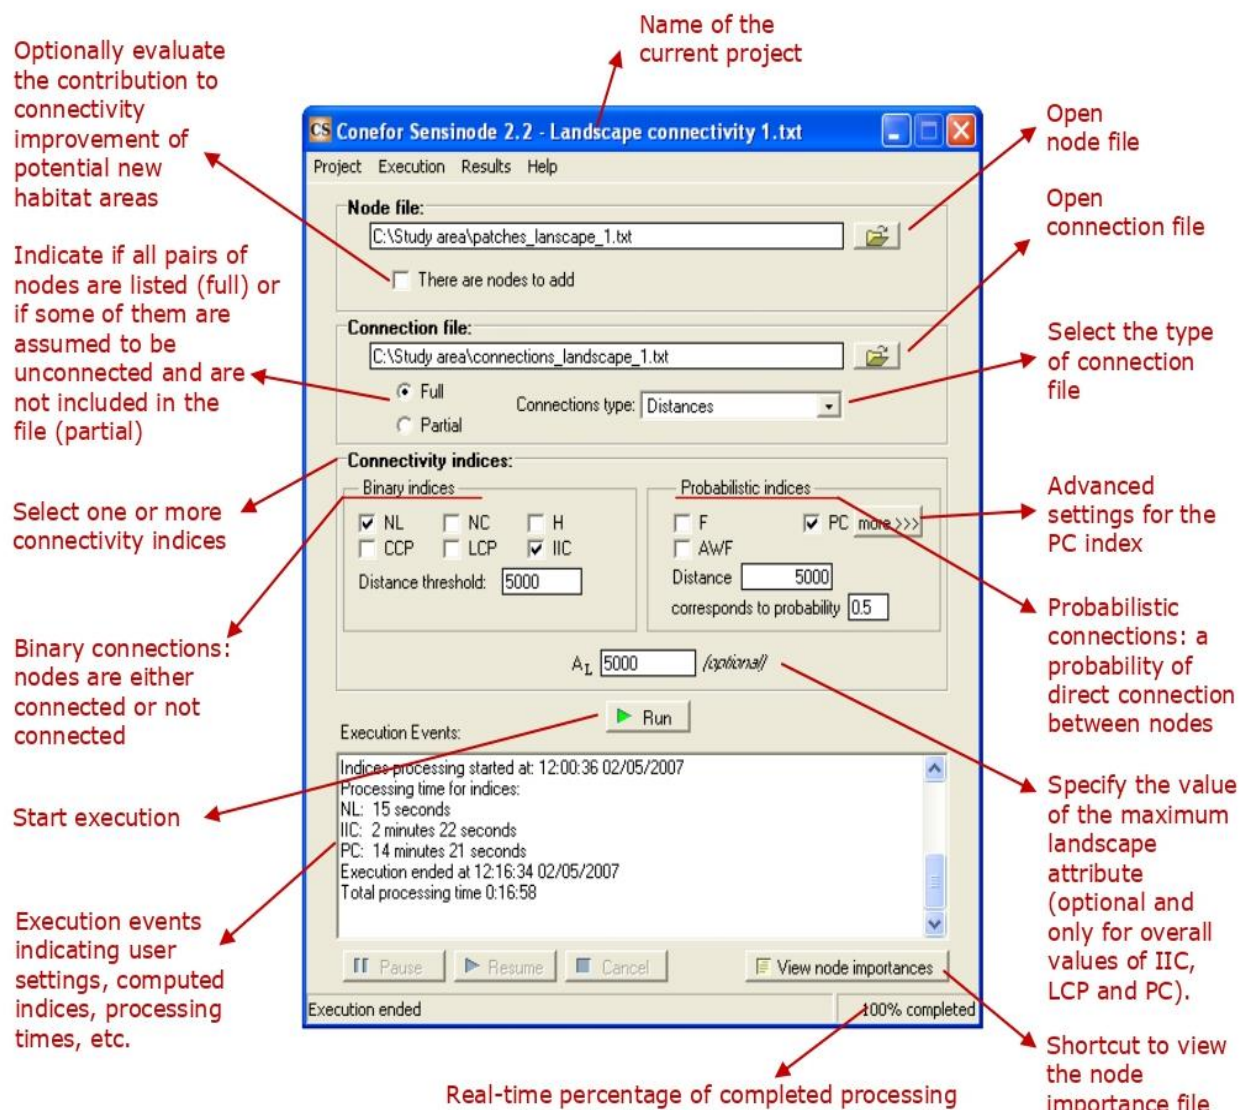 Name of the
current project
Optionally evaluate
the contribution to
connectivity
improvement of
potential new
habitat areas
Indicate if all pairs of
nodes are listed (full) or
if some of them are
assumed to be
unconnected and are
not included in the
file (partial)
Select one or more
connectivity indices
Binary connections:
nodes are either
connected or not
connected
Start execution
Execution events
indicating user
settings, computed
indices, processing
times, etc.
CS Conefor Sensinode 2.2 - Landscape connectivity 1.txt
Project Execution Results Help
Node file:
C:\Study area\patches_lanscape_1.txt
There are nodes to add
Connection file:
C:\Study area\connections_landscape_1.txt
Full
Partial
Connections type: Distances
Connectivity indices:
Binary indices
NL NC H
CCP LCP IIC
Distance threshold: 5000
Probabilistic indices
F PC more >>>
AWF
Distance 5000
corresponds to probability 0.5
AL 5000 (optional)
Run
Execution Events:
Indices processing started at: 12:00:36 02/05/2007
Processing time for indices:
NL: 15 seconds
IIC: 2 minutes 22 seconds
PC: 14 minutes 21 seconds
Execution ended at 12:16:34 02/05/2007
Total processing time 0:16:58
Pause Resume Cancel View node importances
Execution ended 100% completed
Open
node file
Open
connection file
Select the type
of connection
file
Advanced
settings for the
PC index
Probabilistic
connections: a
probability of
direct connection
between nodes
Specify the value
of the maximum
landscape
attribute
(optional and
only for overall
values of IIC,
LCP and PC).
Shortcut to view
the node
importance file
Real-time percentage of completed processing